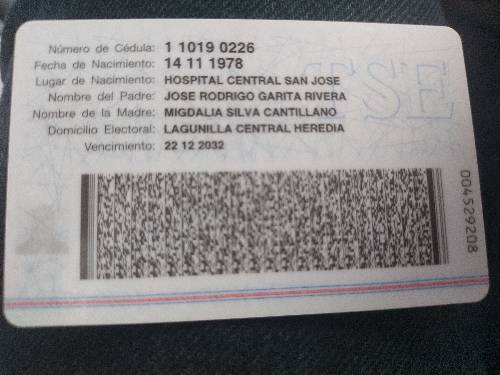 Número de Cédula: 1 1019 0226
Fecha de Nacimiento: 14 11 1978
Lugar de Nacimiento: HOSPITAL CENTRAL SAN JOSE
Nombre del Padre: JOSE RODRIGO GARITA RIVERA
Nombre de la Madre: MIGDALIA SILVA CANTILLANO
Domicilio Electoral: LAGUNILLA CENTRAL HEREDIA
Vencimiento: 22 12 2032
TSE
004529208